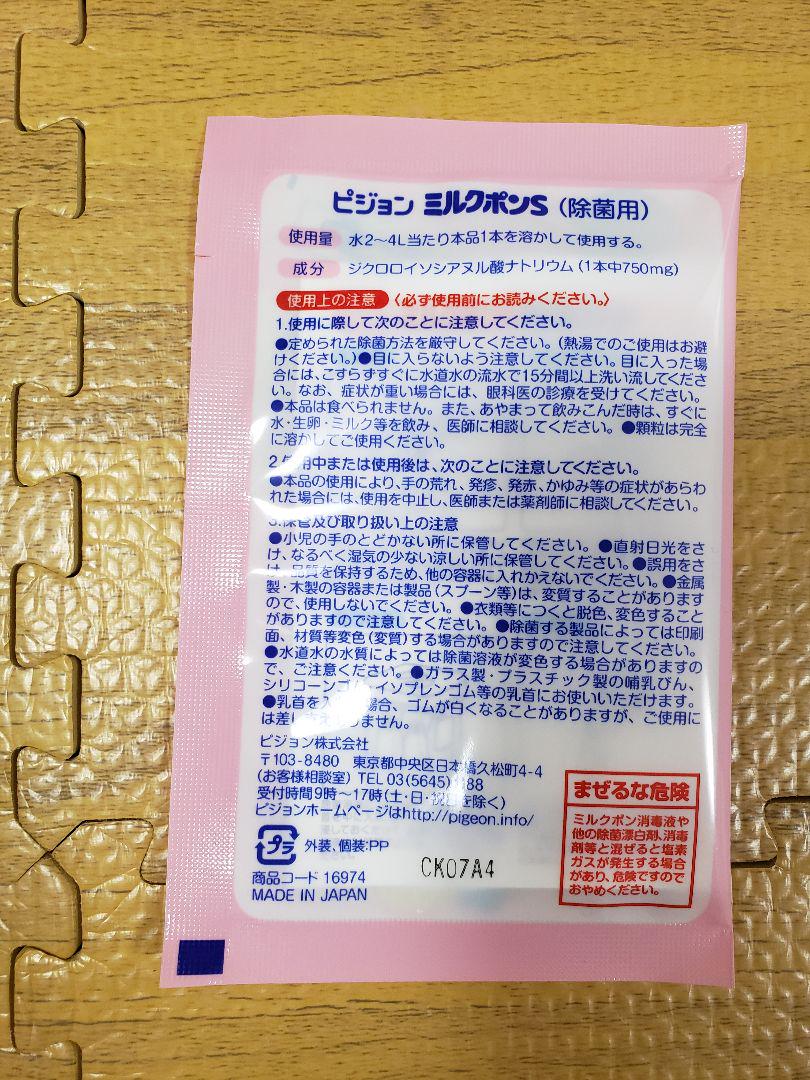 ピジョン ミルクポンS (除菌用)
使用量 水2〜4L当たり本品1本を溶かして使用する。
成分 ジクロロイソシアヌル酸ナトリウム (1本中750mg)
使用上の注意 〈必ず使用前にお読みください。〉
1.使用に際して次のことに注意してください。
●定められた除菌方法を厳守してください。(熱湯でのご使用はお避
けください。)●目に入らないよう注意してください。目に入った場
合には、こすらずすぐに水道水の流水で15分間以上洗い流してくださ
い。なお、症状が重い場合には、眼科医の診療を受けてください。
●本品は食べられません。また、あやまって飲みこんだ時は、すぐに
水・生卵・ミルク等を飲み、医師に相談してください。●顆粒は完全
に溶かしてご使用ください。
2.使用中または使用後は、次のことに注意してください。
●本品の使用により、手の荒れ、発疹、発赤、かゆみ等の症状があらわ
れた場合には、使用を中止し、医師または薬剤師に相談してください。
3.保管及び取り扱い上の注意
●小児の手のとどかない所に保管してください。●直射日光をさ
け、なるべく湿気の少ない涼しい所に保管してください。●誤用をさ
け、品質を保持するため、他の容器に入れかえないでください。●金属
製・木製の容器または製品(スプーン等)は、変質することがあります
ので、使用しないでください。●衣類等につくと脱色、変色すること
がありますので注意してください。●除菌する製品によっては印刷
面、材質等変色(変質)する場合がありますので注意してください。
●水道水の水質によっては除菌溶液が変色する場合がありますの
で、ご注意ください。●ガラス製・プラスチック製の哺乳びん、
シリコーンゴム・イソプレンゴム等の乳首にお使いいただけます。
●乳首を 場合、ゴムが白くなることがありますが、ご使用に
は差し支えありません。
ピジョン株式会社
〒103-8480 東京都中央区日本橋久松町4-4
(お客様相談室) TEL 03(5645) 88
受付時間9時〜17時(土・日・祝日を除く)
ピジョンホームページはhttp://pigeon.info/
プラ 外装、個装:PP
商品コード 16974
MADE IN JAPAN
CK07A4
まぜるな危険
ミルクポン消毒液や
他の除菌漂白剤、消毒
剤等と混ぜると塩素
ガスが発生する場合
があり、危険ですので
おやめください。